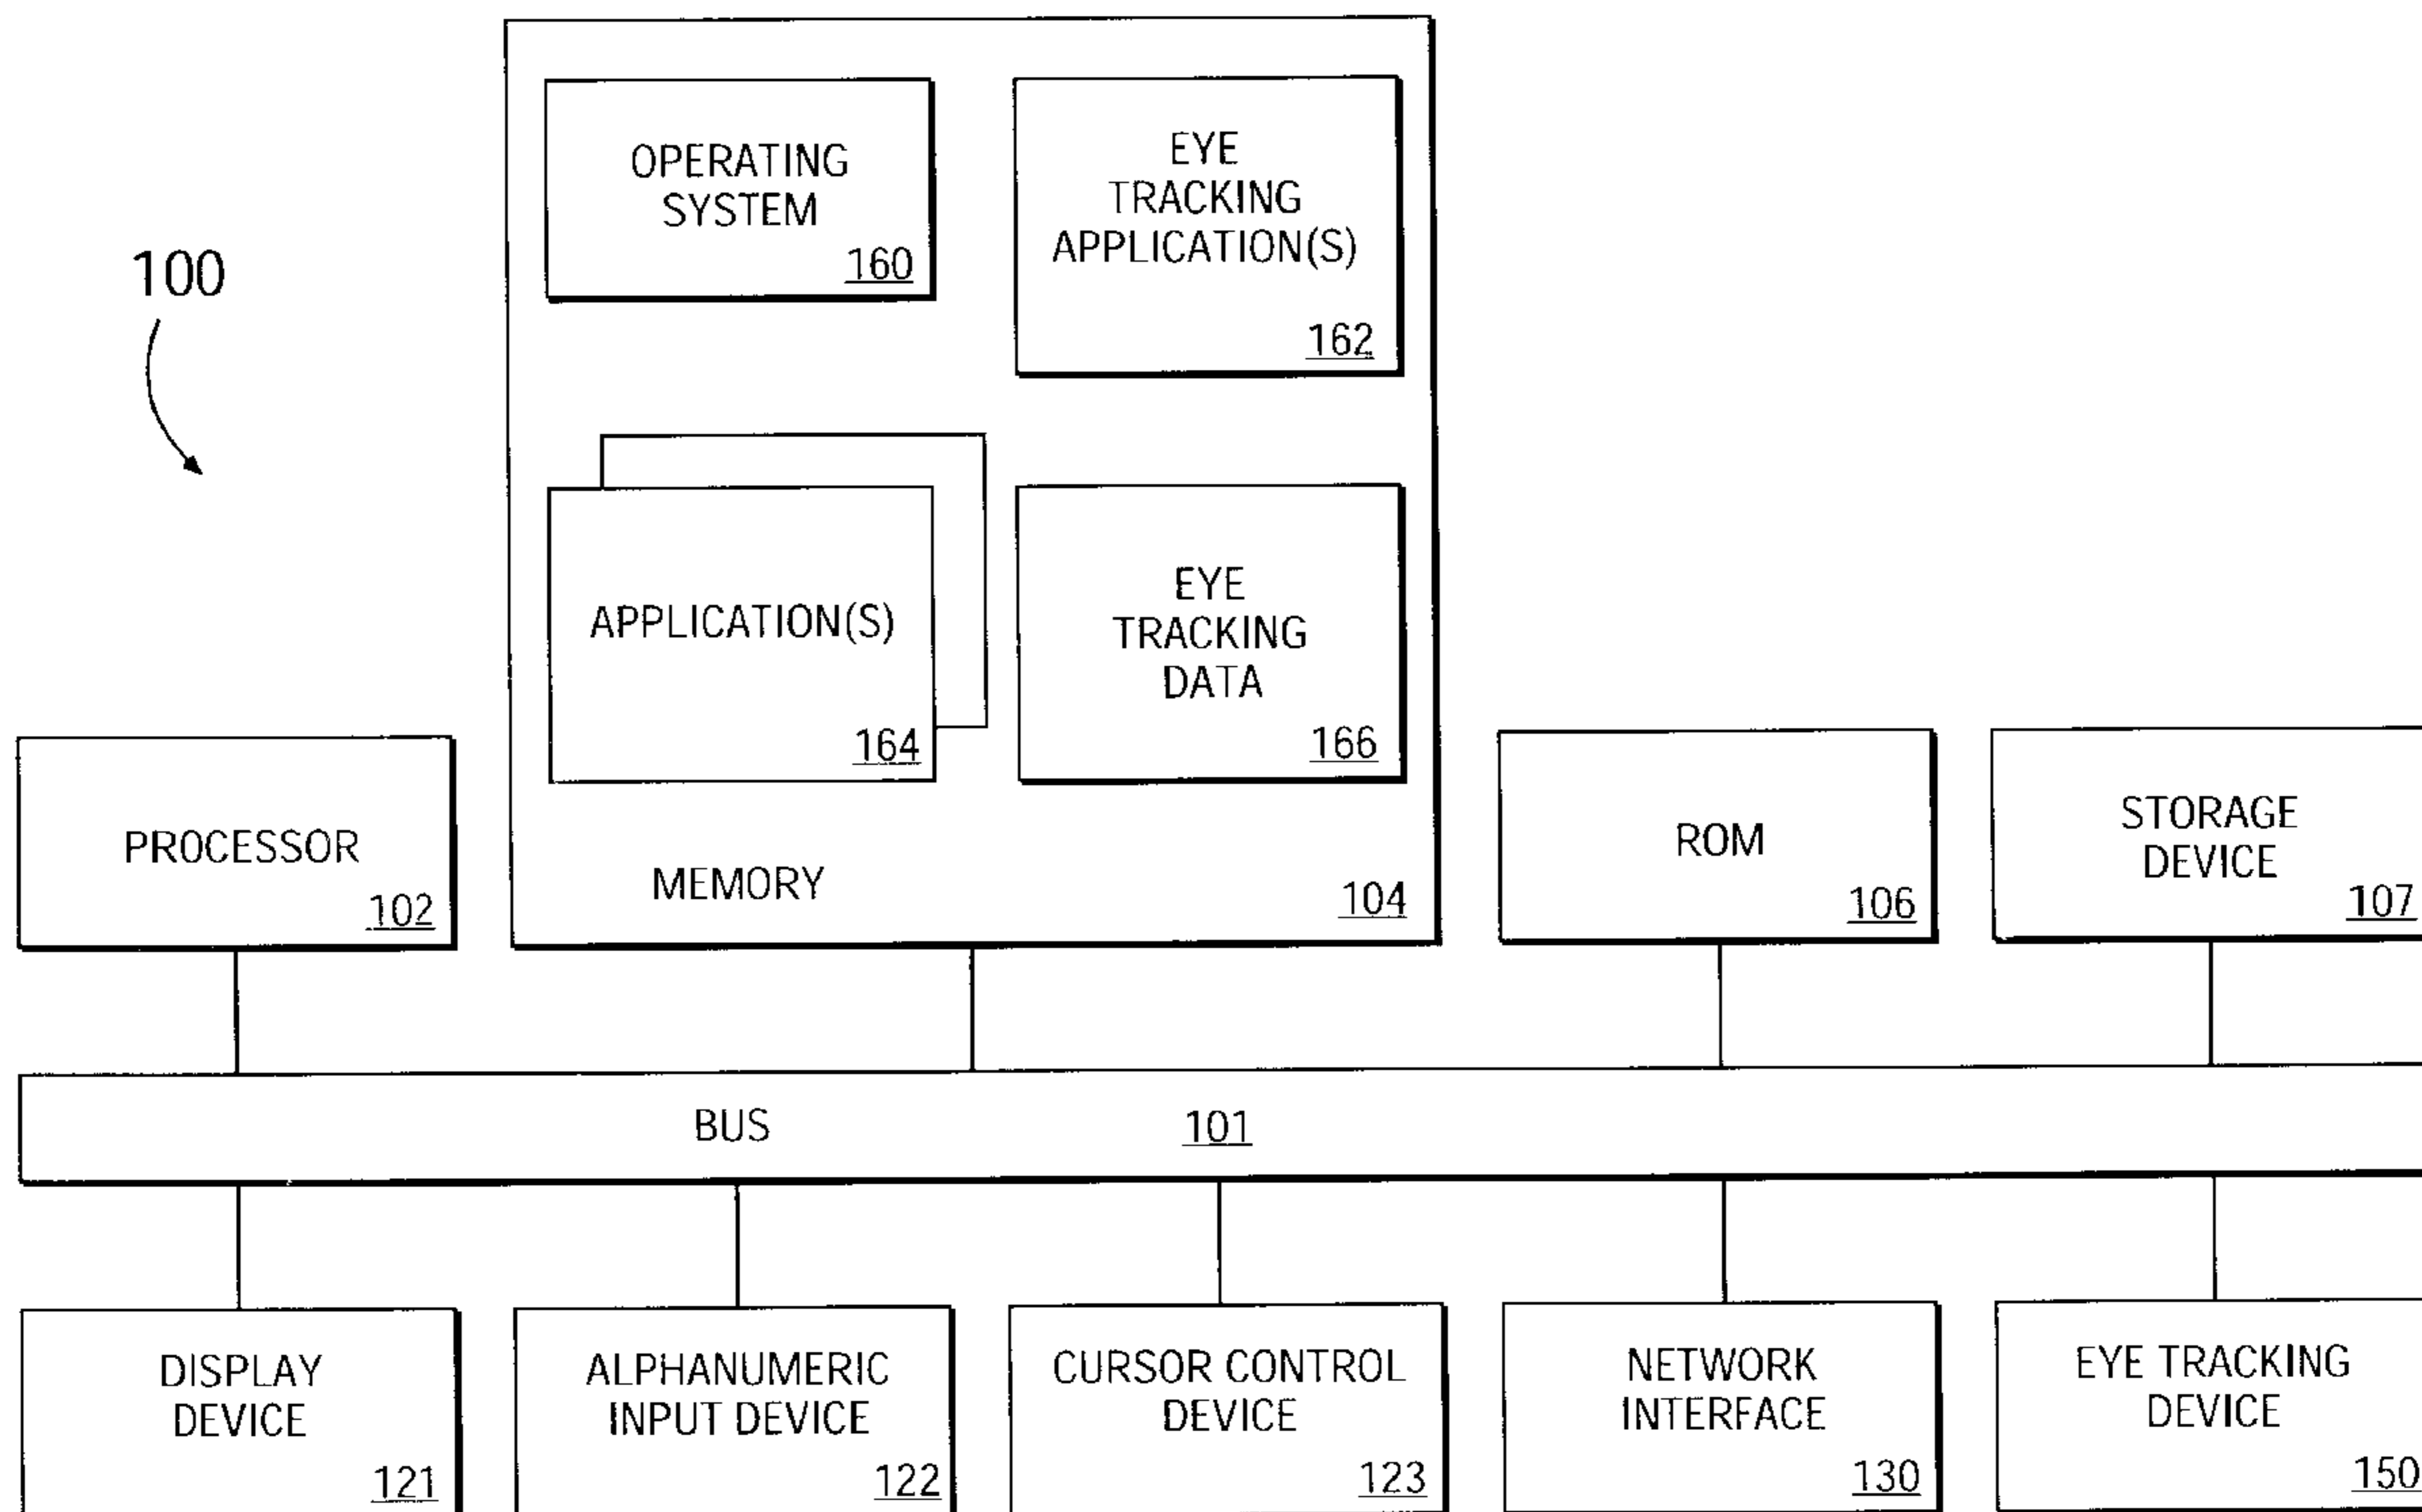 100
OPERATING
SYSTEM
160
EYE
TRACKING
APPLICATION(S)
162
APPLICATION(S)
164
EYE
TRACKING
DATA
166
MEMORY
104
PROCESSOR
102
ROM
106
STORAGE
DEVICE
107
BUS 101
DISPLAY
DEVICE
121
ALPHANUMERIC
INPUT DEVICE
122
CURSOR CONTROL
DEVICE
123
NETWORK
INTERFACE
130
EYE TRACKING
DEVICE
150